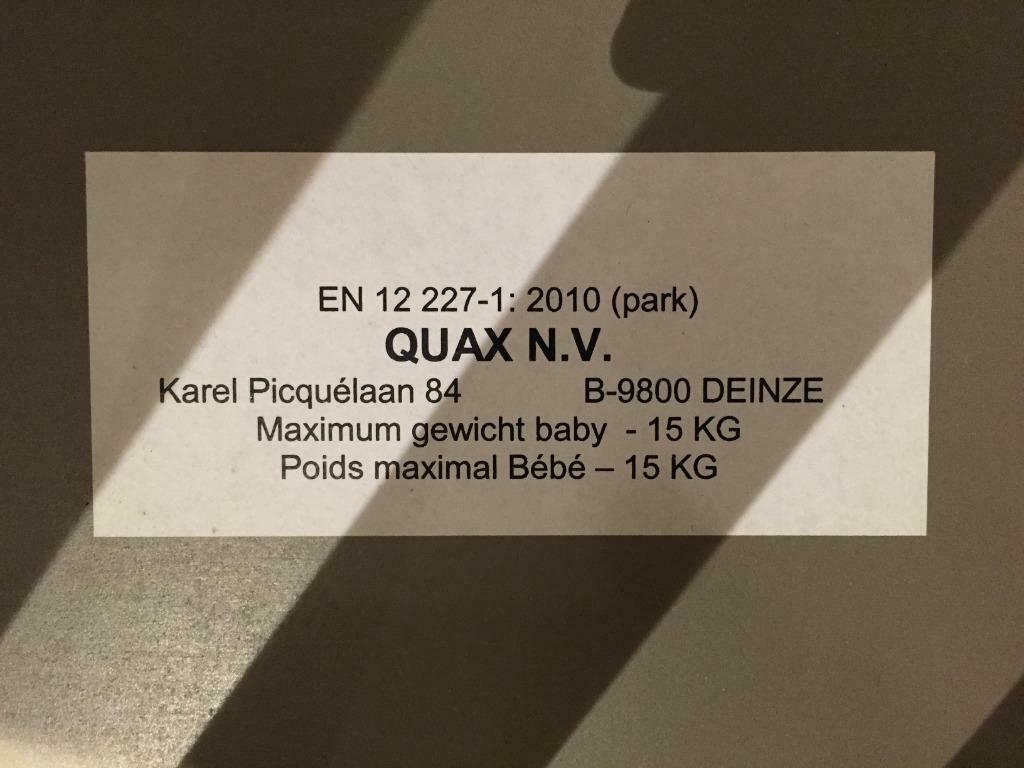 EN 12 227-1: 2010 (park)
QUAX N.V.
Karel Picquélaan 84 B-9800 DEINZE
Maximum gewicht baby - 15 KG
Poids maximal Bébé – 15 KG